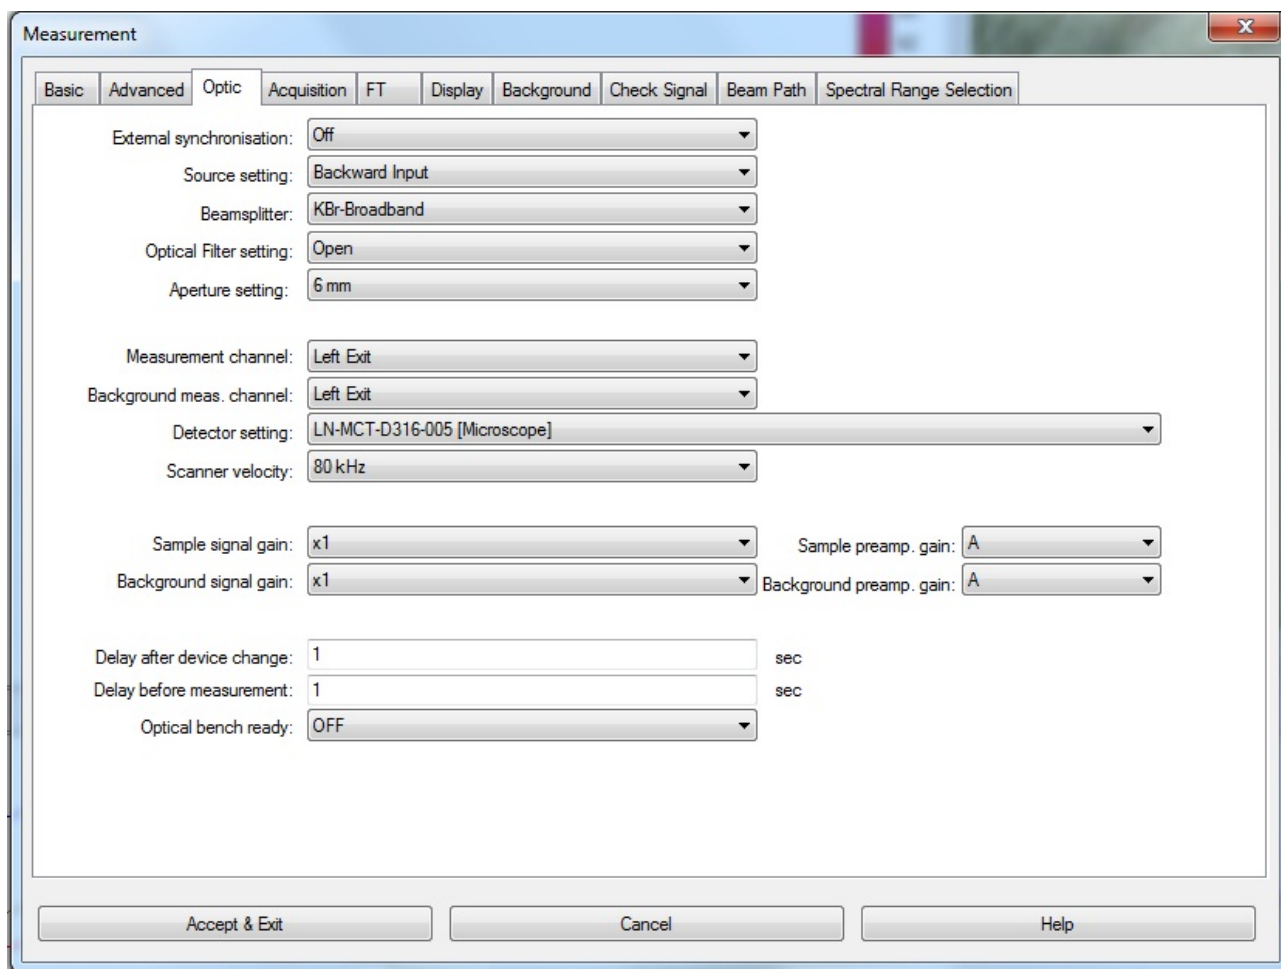 Measurement
Basic Advanced Optic Acquisition FT Display Background Check Signal Beam Path Spectral Range Selection
External synchronisation: Off
Source setting: Backward Input
Beamsplitter: KBr-Broadband
Optical Filter setting: Open
Aperture setting: 6 mm
Measurement channel: Left Exit
Background meas. channel: Left Exit
Detector setting: LN-MCT-D316-005 [Microscope]
Scanner velocity: 80 kHz
Sample signal gain: x1 Sample preamp. gain: A
Background signal gain: x1 Background preamp. gain: A
Delay after device change: 1 sec
Delay before measurement: 1 sec
Optical bench ready: OFF
Accept & Exit Cancel Help